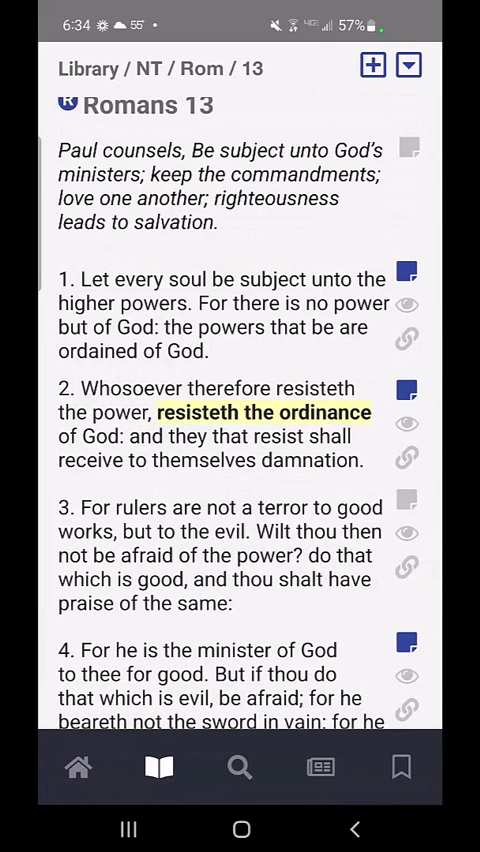 6:34 55° 57%
Library / NT / Rom / 13
R Romans 13
Paul counsels, Be subject unto God's
ministers; keep the commandments;
love one another; righteousness
leads to salvation.
1. Let every soul be subject unto the
higher powers. For there is no power
but of God: the powers that be are
ordained of God.
2. Whosoever therefore resisteth
the power, resisteth the ordinance
of God: and they that resist shall
receive to themselves damnation.
3. For rulers are not a terror to good
works, but to the evil. Wilt thou then
not be afraid of the power? do that
which is good, and thou shalt have
praise of the same:
4. For he is the minister of God
to thee for good. But if thou do
that which is evil, be afraid; for he
beareth not the sword in vain: for he